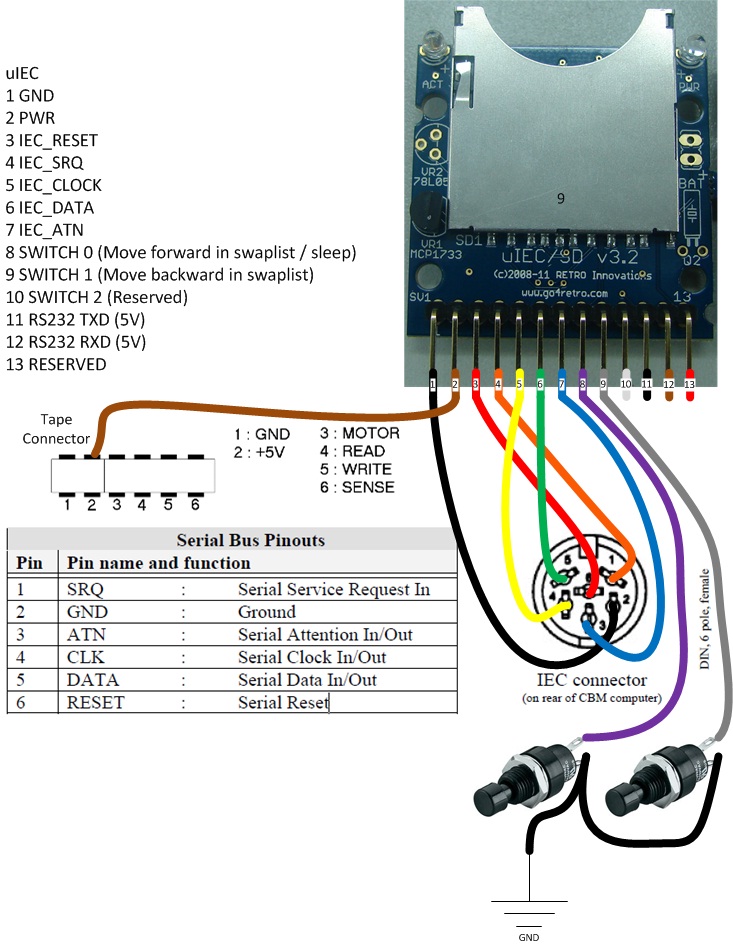 uIEC
1 GND
2 PWR
3 IEC_RESET
4 IEC_SRQ
5 IEC_CLOCK
6 IEC_DATA
7 IEC_ATN
8 SWITCH 0 (Move forward in swaplist / sleep)
9 SWITCH 1 (Move backward in swaplist)
10 SWITCH 2 (Reserved)
11 RS232 TXD (5V)
12 RS232 RXD (5V)
13 RESERVED
ACT
PWR
VR2
78L05
BAT
9
VR1
MCP1733
SD1
Q2
uIEC/SD v3.2
(c)2008-11 RETRO Innovations
www.go4retro.com
SV1
13
1 2 3 4 5 6 7 8 9 10 11 12 13
Tape
Connector
1 2 3 4 5 6
1 : GND
2 : +5V
3 : MOTOR
4 : READ
5 : WRITE
6 : SENSE
Serial Bus Pinouts
Pin Pin name and function
1 SRQ : Serial Service Request In
2 GND : Ground
3 ATN : Serial Attention In/Out
4 CLK : Serial Clock In/Out
5 DATA : Serial Data In/Out
6 RESET : Serial Reset
5 1
4 6 2
3
IEC connector
(on rear of CBM computer)
DIN, 6 pole, female
GND